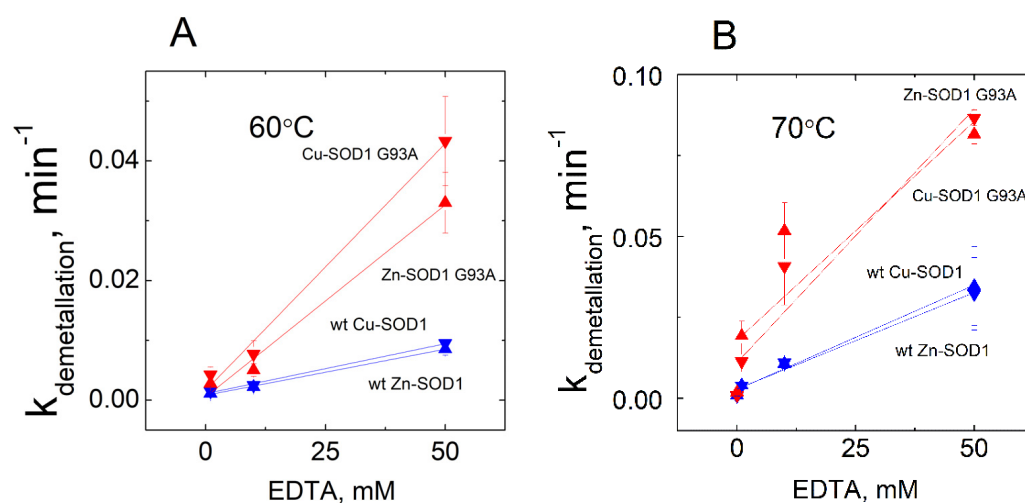 A
60°C
Cu-SOD1 G93A
Zn-SOD1 G93A
wt Cu-SOD1
wt Zn-SOD1
0.04
0.02
0.00
k demetallation, min-1
0
25
50
EDTA, mM
B
70°C
Zn-SOD1 G93A
Cu-SOD1 G93A
wt Cu-SOD1
wt Zn-SOD1
0.10
0.05
0.00
k demetallation, min-1
0
25
50
EDTA, mM